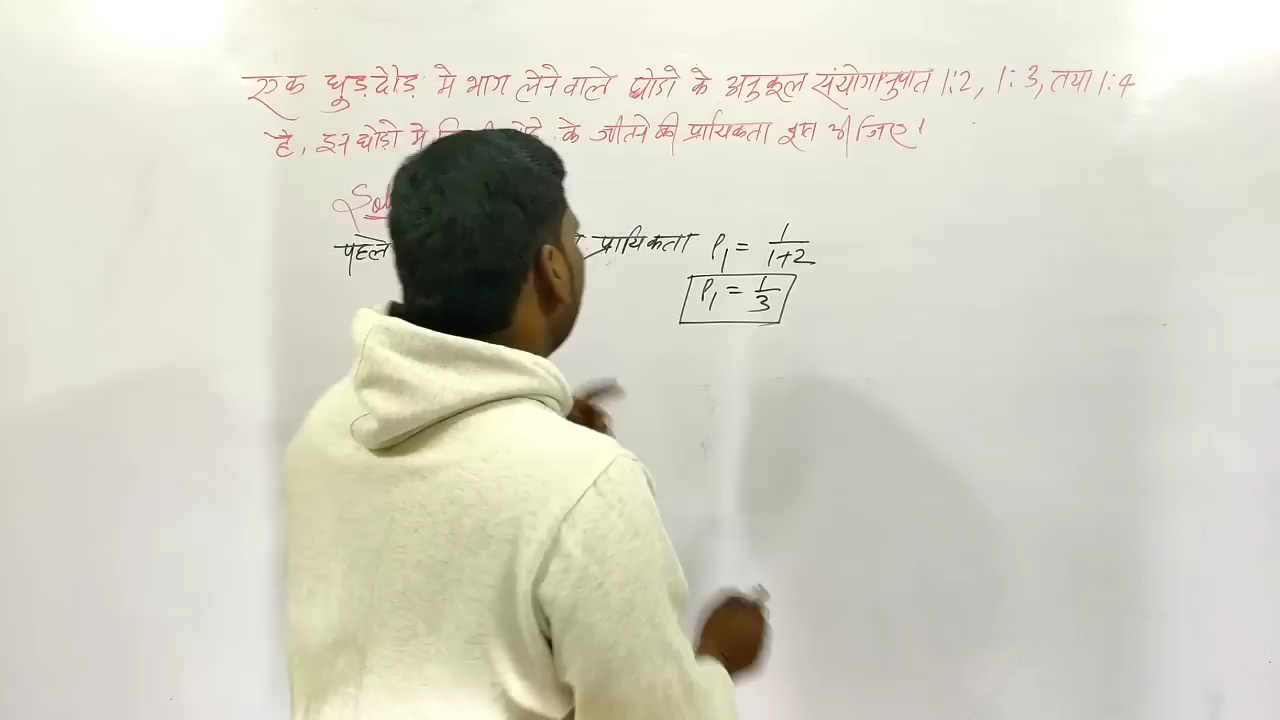 एक घुड़दौड़ मे भाग लेने वाले घोडो के अनुकूल संयोगानुपात 1:2, 1:3, तथा 1:4
है, इन घोड़ो मे के जीतने की प्रायिकता ज्ञात कीजिए।
पहले प्रायिकता P₁ = 1/(1+2)
P₁ = 1/3